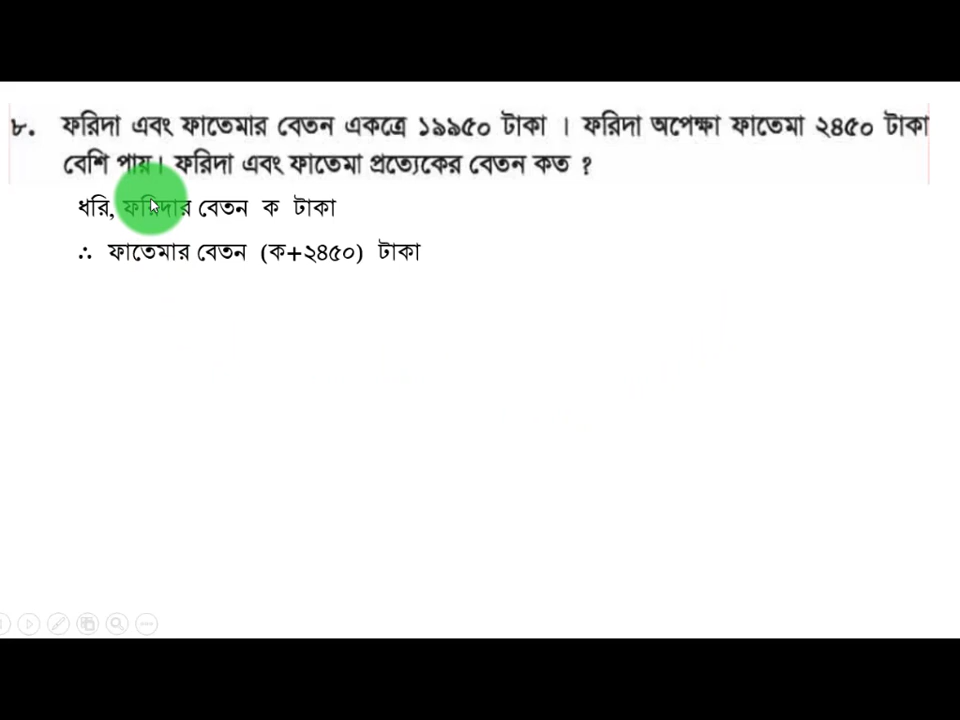 ৮. ফরিদা এবং ফাতেমার বেতন একত্রে ১৯৯৫০ টাকা । ফরিদা অপেক্ষা ফাতেমা ২৪৫০ টাকা
বেশি পায়। ফরিদা এবং ফাতেমা প্রত্যেকের বেতন কত ?
ধরি, ফরিদার বেতন ক টাকা
∴ ফাতেমার বেতন (ক+২৪৫০) টাকা